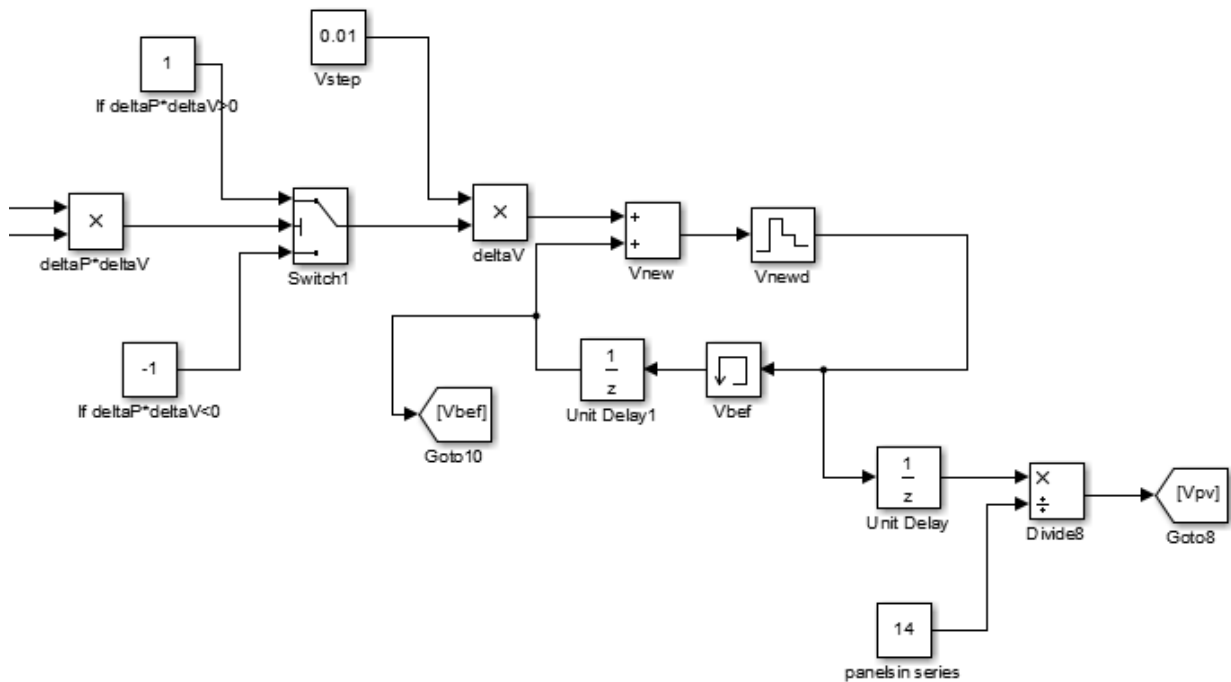 0.01
Vstep
1
If deltaP*deltaV>0
×
deltaP*deltaV
Switch1
×
deltaV
+
+
Vnew
Vnewd
-1
If deltaP*deltaV<0
[Vbef]
Goto10
1
z
Unit Delay1
Vbef
1
z
Unit Delay
×
÷
Divide8
[Vpv]
Goto8
14
panelsin series